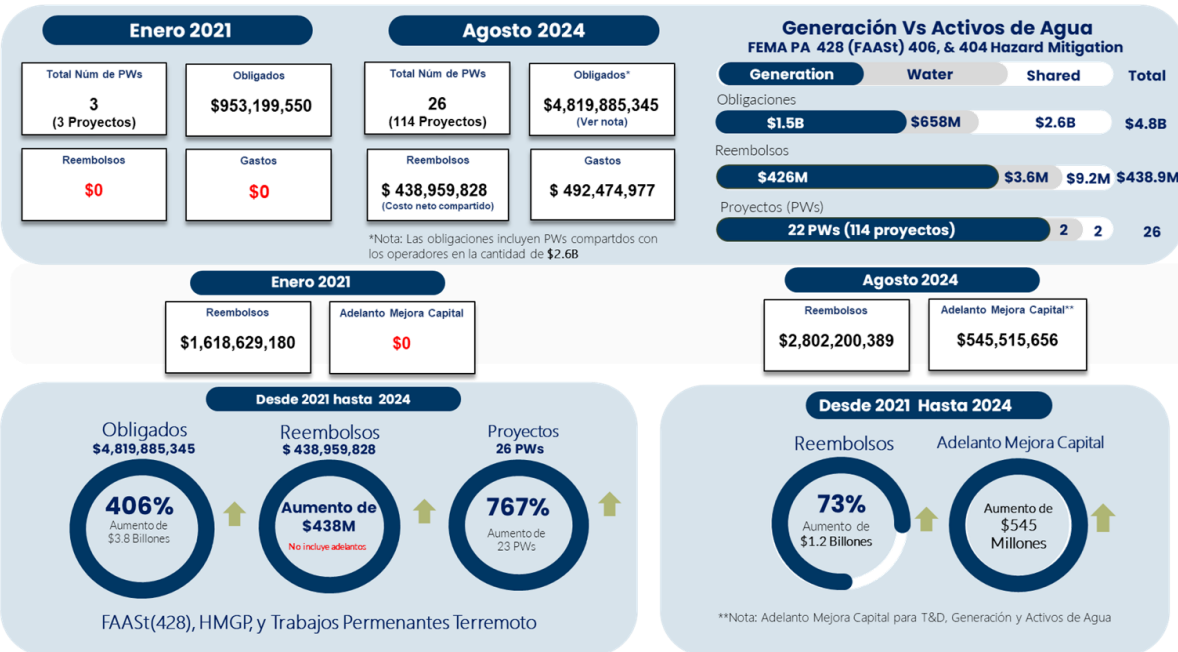 Enero 2021
Total Núm de PWs
3
(3 Proyectos)
Obligados
$953,199,550
Reembolsos
$0
Gastos
$0
Agosto 2024
Total Núm de PWs
26
(114 Proyectos)
Obligados*
$4,819,885,345
(Ver nota)
Reembolsos
$ 438,959,828
(Costo neto compartido)
Gastos
$ 492,474,977
*Nota: Las obligaciones incluyen PWs compartdos con
los operadores en la cantidad de $2.6B
Generación Vs Activos de Agua
FEMA PA 428 (FAASt) 406, & 404 Hazard Mitigation
Generation Water Shared Total
Obligaciones
$1.5B $658M $2.6B $4.8B
Reembolsos
$426M $3.6M $9.2M $438.9M
Proyectos (PWs)
22 PWs (114 proyectos) 2 2 26
Enero 2021
Reembolsos
$1,618,629,180
Adelanto Mejora Capital
$0
Agosto 2024
Reembolsos
$2,802,200,389
Adelanto Mejora Capital**
$545,515,656
Desde 2021 hasta 2024
Obligados
$4,819,885,345
406%
Aumento de
$3.8 Billones
Reembolsos
$ 438,959,828
Aumento de
$438M
No incluye adelantos
Proyectos
26 PWs
767%
Aumento de
23 PWs
FAASt(428), HMGP, y Trabajos Permenantes Terremoto
Desde 2021 Hasta 2024
Reembolsos
73%
Aumento de
$1.2 Billones
Adelanto Mejora Capital
Aumento de
$545
Millones
**Nota: Adelanto Mejora Capital para T&D, Generación y Activos de Agua